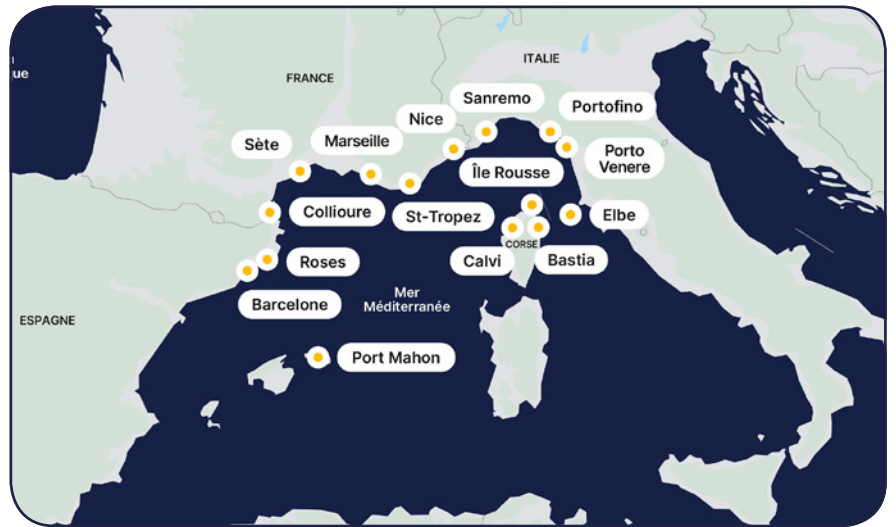 ue
FRANCE
ITALIE
Sanremo
Portofino
Nice
Marseille
Sète
Porto
Venere
Île Rousse
Collioure
St-Tropez
Elbe
CORSE
Roses
Calvi
Bastia
Barcelone
Mer
Méditerranée
ESPAGNE
Port Mahon